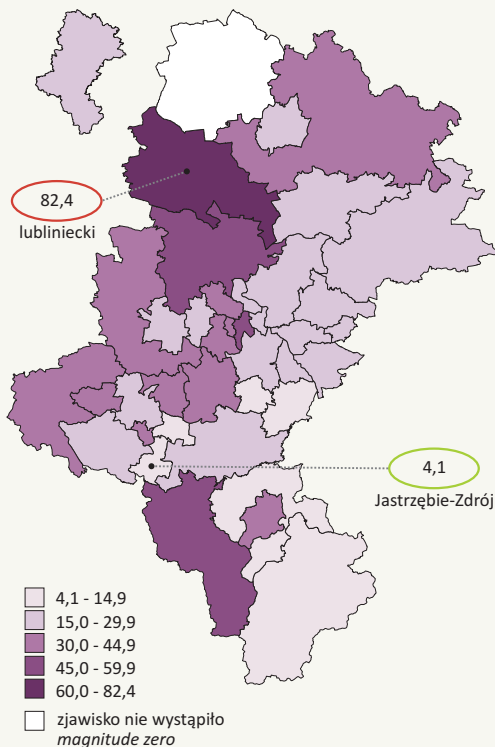 82,4
lubliniecki
4,1
Jastrzębie-Zdrój
4,1 - 14,9
15,0 - 29,9
30,0 - 44,9
45,0 - 59,9
60,0 - 82,4
zjawisko nie wystąpiło
magnitude zero